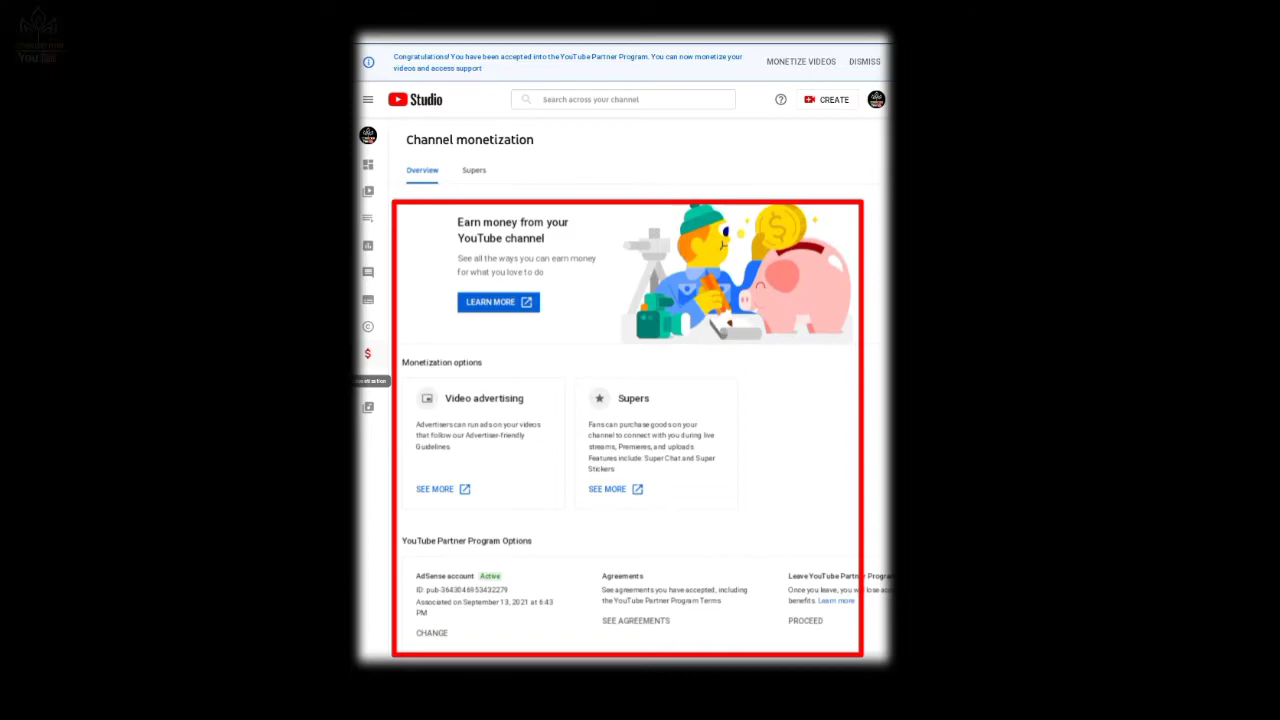 YouTube
Congratulations! You have been accepted into the YouTube Partner Program. You can now monetize your
videos and access support
MONETIZE VIDEOS
DISMISS
Studio
Search across your channel
CREATE
Channel monetization
Overview
Supers
Earn money from your
YouTube channel
See all the ways you can earn money
for what you love to do
LEARN MORE
Monetization options
Video advertising
Advertisers can run ads on your videos
that follow our Advertiser-friendly
Guidelines.
SEE MORE
Supers
Fans can purchase goods on your
channel to connect with you during live
streams, Premieres, and uploads
Features include: Super Chat and Super
Stickers
SEE MORE
YouTube Partner Program Options
AdSense account Active
ID: pub-3643046953432279
Associated on September 13, 2021 at 6:43
PM
CHANGE
Agreements
See agreements you have accepted, including
the YouTube Partner Program Terms
SEE AGREEMENTS
Leave YouTube Partner Program
Once you leave, you will lose
benefits. Learn more
PROCEED